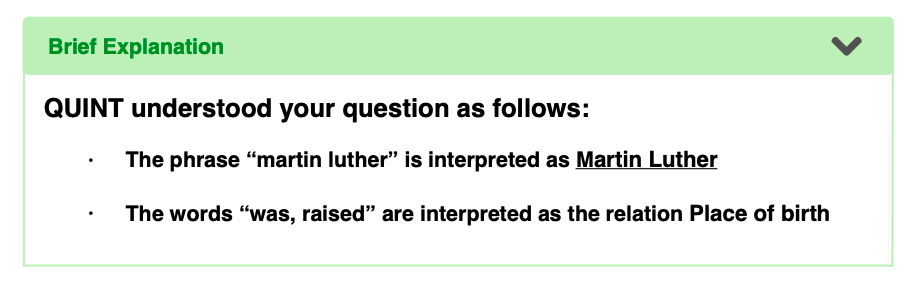 Brief Explanation
QUINT understood your question as follows:
· The phrase “martin luther” is interpreted as Martin Luther
· The words “was, raised” are interpreted as the relation Place of birth